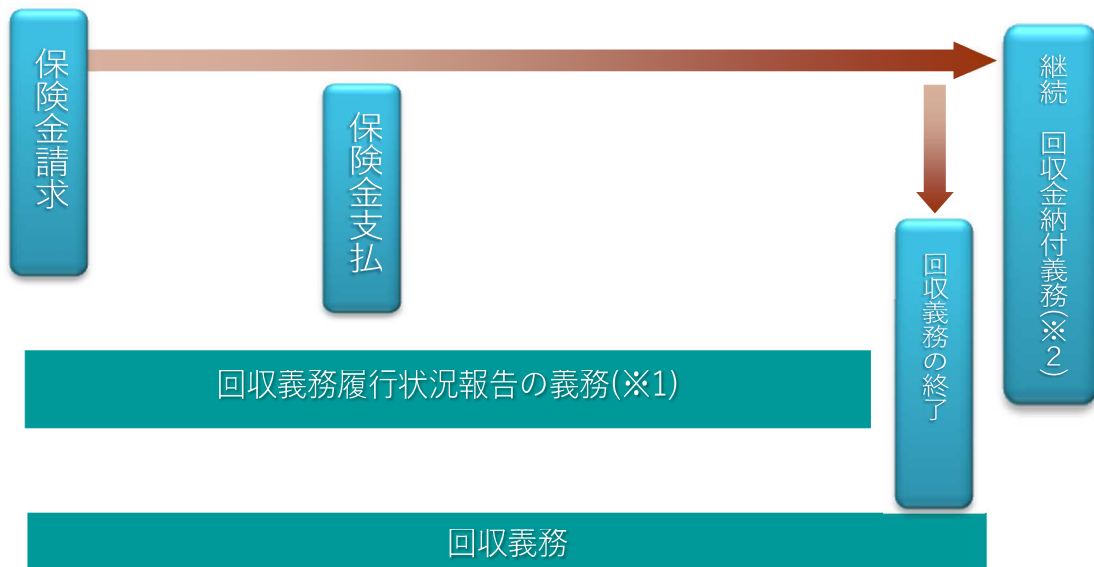 保険金請求
保険金支払
回収義務の終了
継続 回収金納付義務(※2)
回収義務履行状況報告の義務(※1)
回収義務